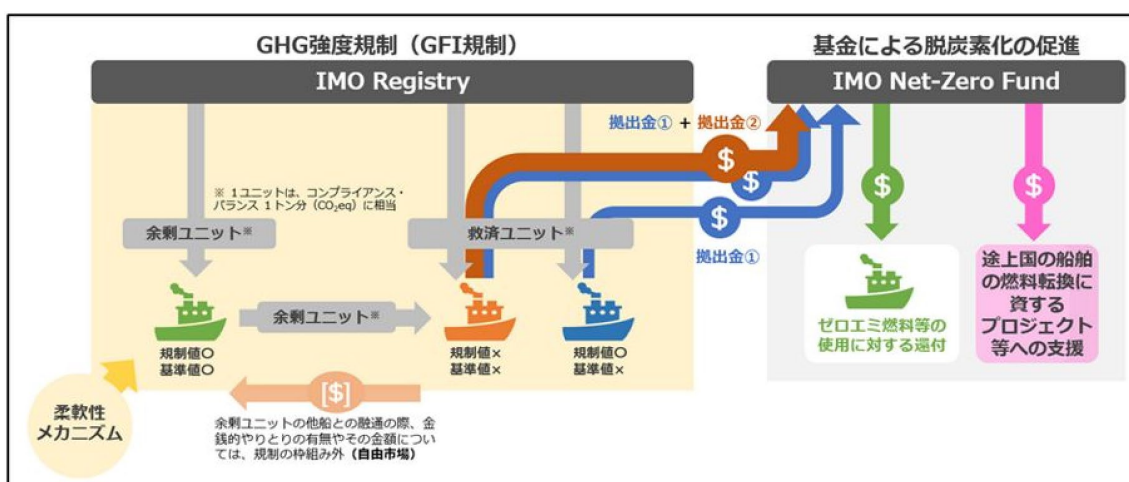 GHG強度規制（GFI規制）
IMO Registry
※ 1ユニットは、コンプライアンス・
バランス 1トン分（CO₂eq）に相当
余剰ユニット※
救済ユニット※
余剰ユニット※
規制値〇
基準値〇
規制値×
基準値×
規制値〇
基準値×
柔軟性
メカニズム
[$]
余剰ユニットの他船との融通の際、金
銭的やりとりの有無やその金額につい
ては、規制の枠組み外（自由市場）
拠出金① + 拠出金②
$
$
$
拠出金①
基金による脱炭素化の促進
IMO Net-Zero Fund
$
$
ゼロエミ燃料等の
使用に対する還付
途上国の船舶
の燃料転換に
資する
プロジェクト
等への支援